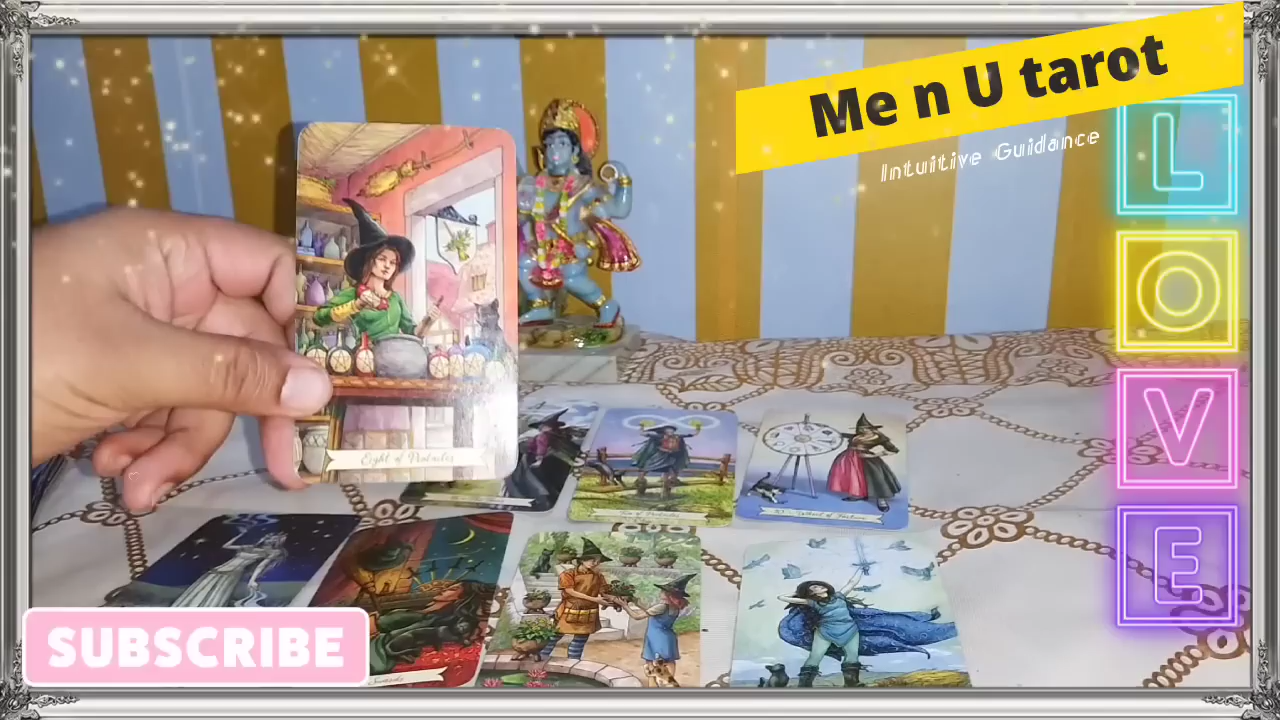 Me n U tarot
Intuitive Guidance
L
O
V
E
Eight of Pentacles
Wheel of Fortune
SUBSCRIBE